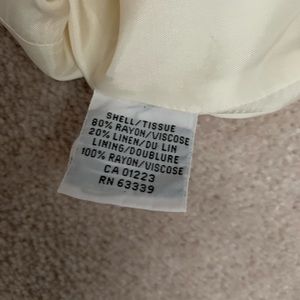 SHELL/TISSUE
80% RAYON/VISCOSE
20% LINEN/DU LIN
LINING/DOUBLURE
100% RAYON/VISCOSE
CA 01223
RN 63339